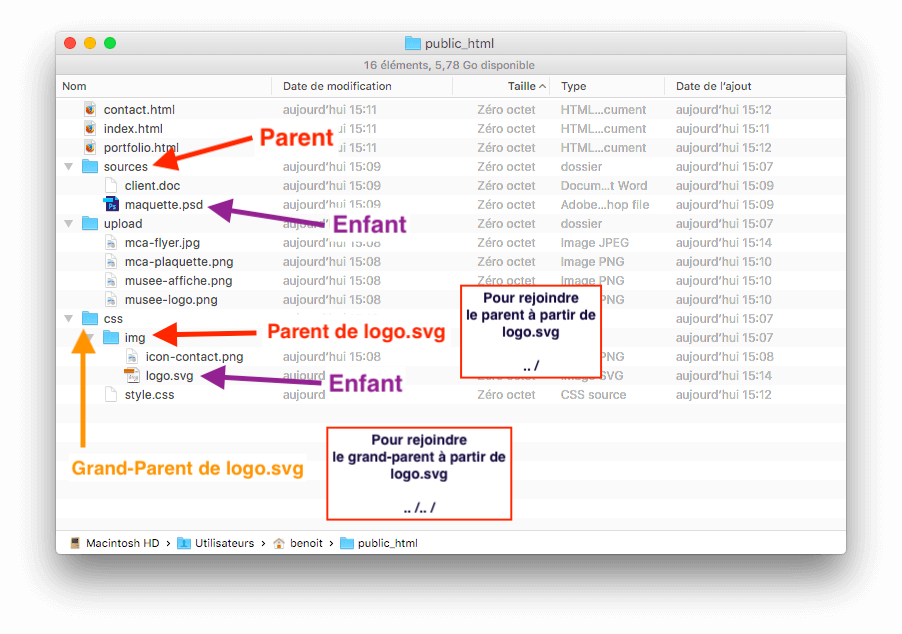 public_html
16 éléments, 5,78 Go disponible
Nom Date de modification Taille Type Date de l'ajout
contact.html aujourd'hui 15:11 Zéro octet HTML...cument aujourd'hui 15:12
index.html aujourd'hui 15:11 Zéro octet HTML...cument aujourd'hui 15:11
portfolio.html 15:11 Zéro octet HTML...cument aujourd'hui 15:12
Parent
sources aujourd'hui 15:09 Zéro octet dossier aujourd'hui 15:07
client.doc aujourd'hui 15:09 Zéro octet Docum...t Word aujourd'hui 15:09
maquette.psd aujourd'hui 15:09 Zéro octet Adobe...hop file aujourd'hui 15:09
Enfant
upload Zéro octet dossier aujourd'hui 15:07
mca-flyer.jpg aujourd'hui 15:08 Zéro octet Image JPEG aujourd'hui 15:14
mca-plaquette.png aujourd'hui 15:08 Zéro octet Image PNG aujourd'hui 15:10
musee-affiche.png aujourd'hui 15:08 Zéro octet Image PNG aujourd'hui 15:10
musee-logo.png aujourd'hui 15:08 Zéro octet PNG aujourd'hui 15:10
Pour rejoindre
le parent à partir de
logo.svg
.. /
css aujourd'hui 15:07
img aujourd'hui 15:07
Parent de logo.svg
icon-contact.png aujourd'hui 15:08 Zéro octet PNG aujourd'hui 15:08
logo.svg aujourd Zéro octet Image SVG aujourd'hui 15:14
Enfant
style.css aujourd Zéro octet CSS source aujourd'hui 15:12
Grand-Parent de logo.svg
Pour rejoindre
le grand-parent à partir de
logo.svg
.. /.. /
Macintosh HD › Utilisateurs › benoit › public_html